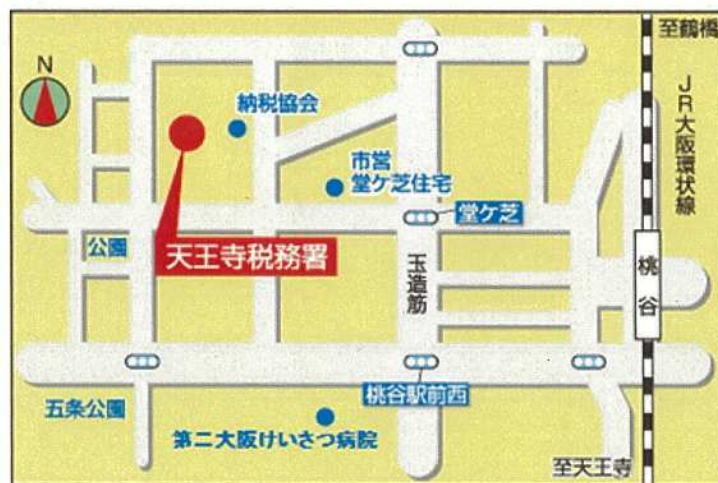 至鶴橋
N
JR大阪環状線
納税協会
市営
堂ケ芝住宅
堂ケ芝
公園
天王寺税務署
玉造筋
桃谷
桃谷駅前西
五条公園
第二大阪けいさつ病院
至天王寺